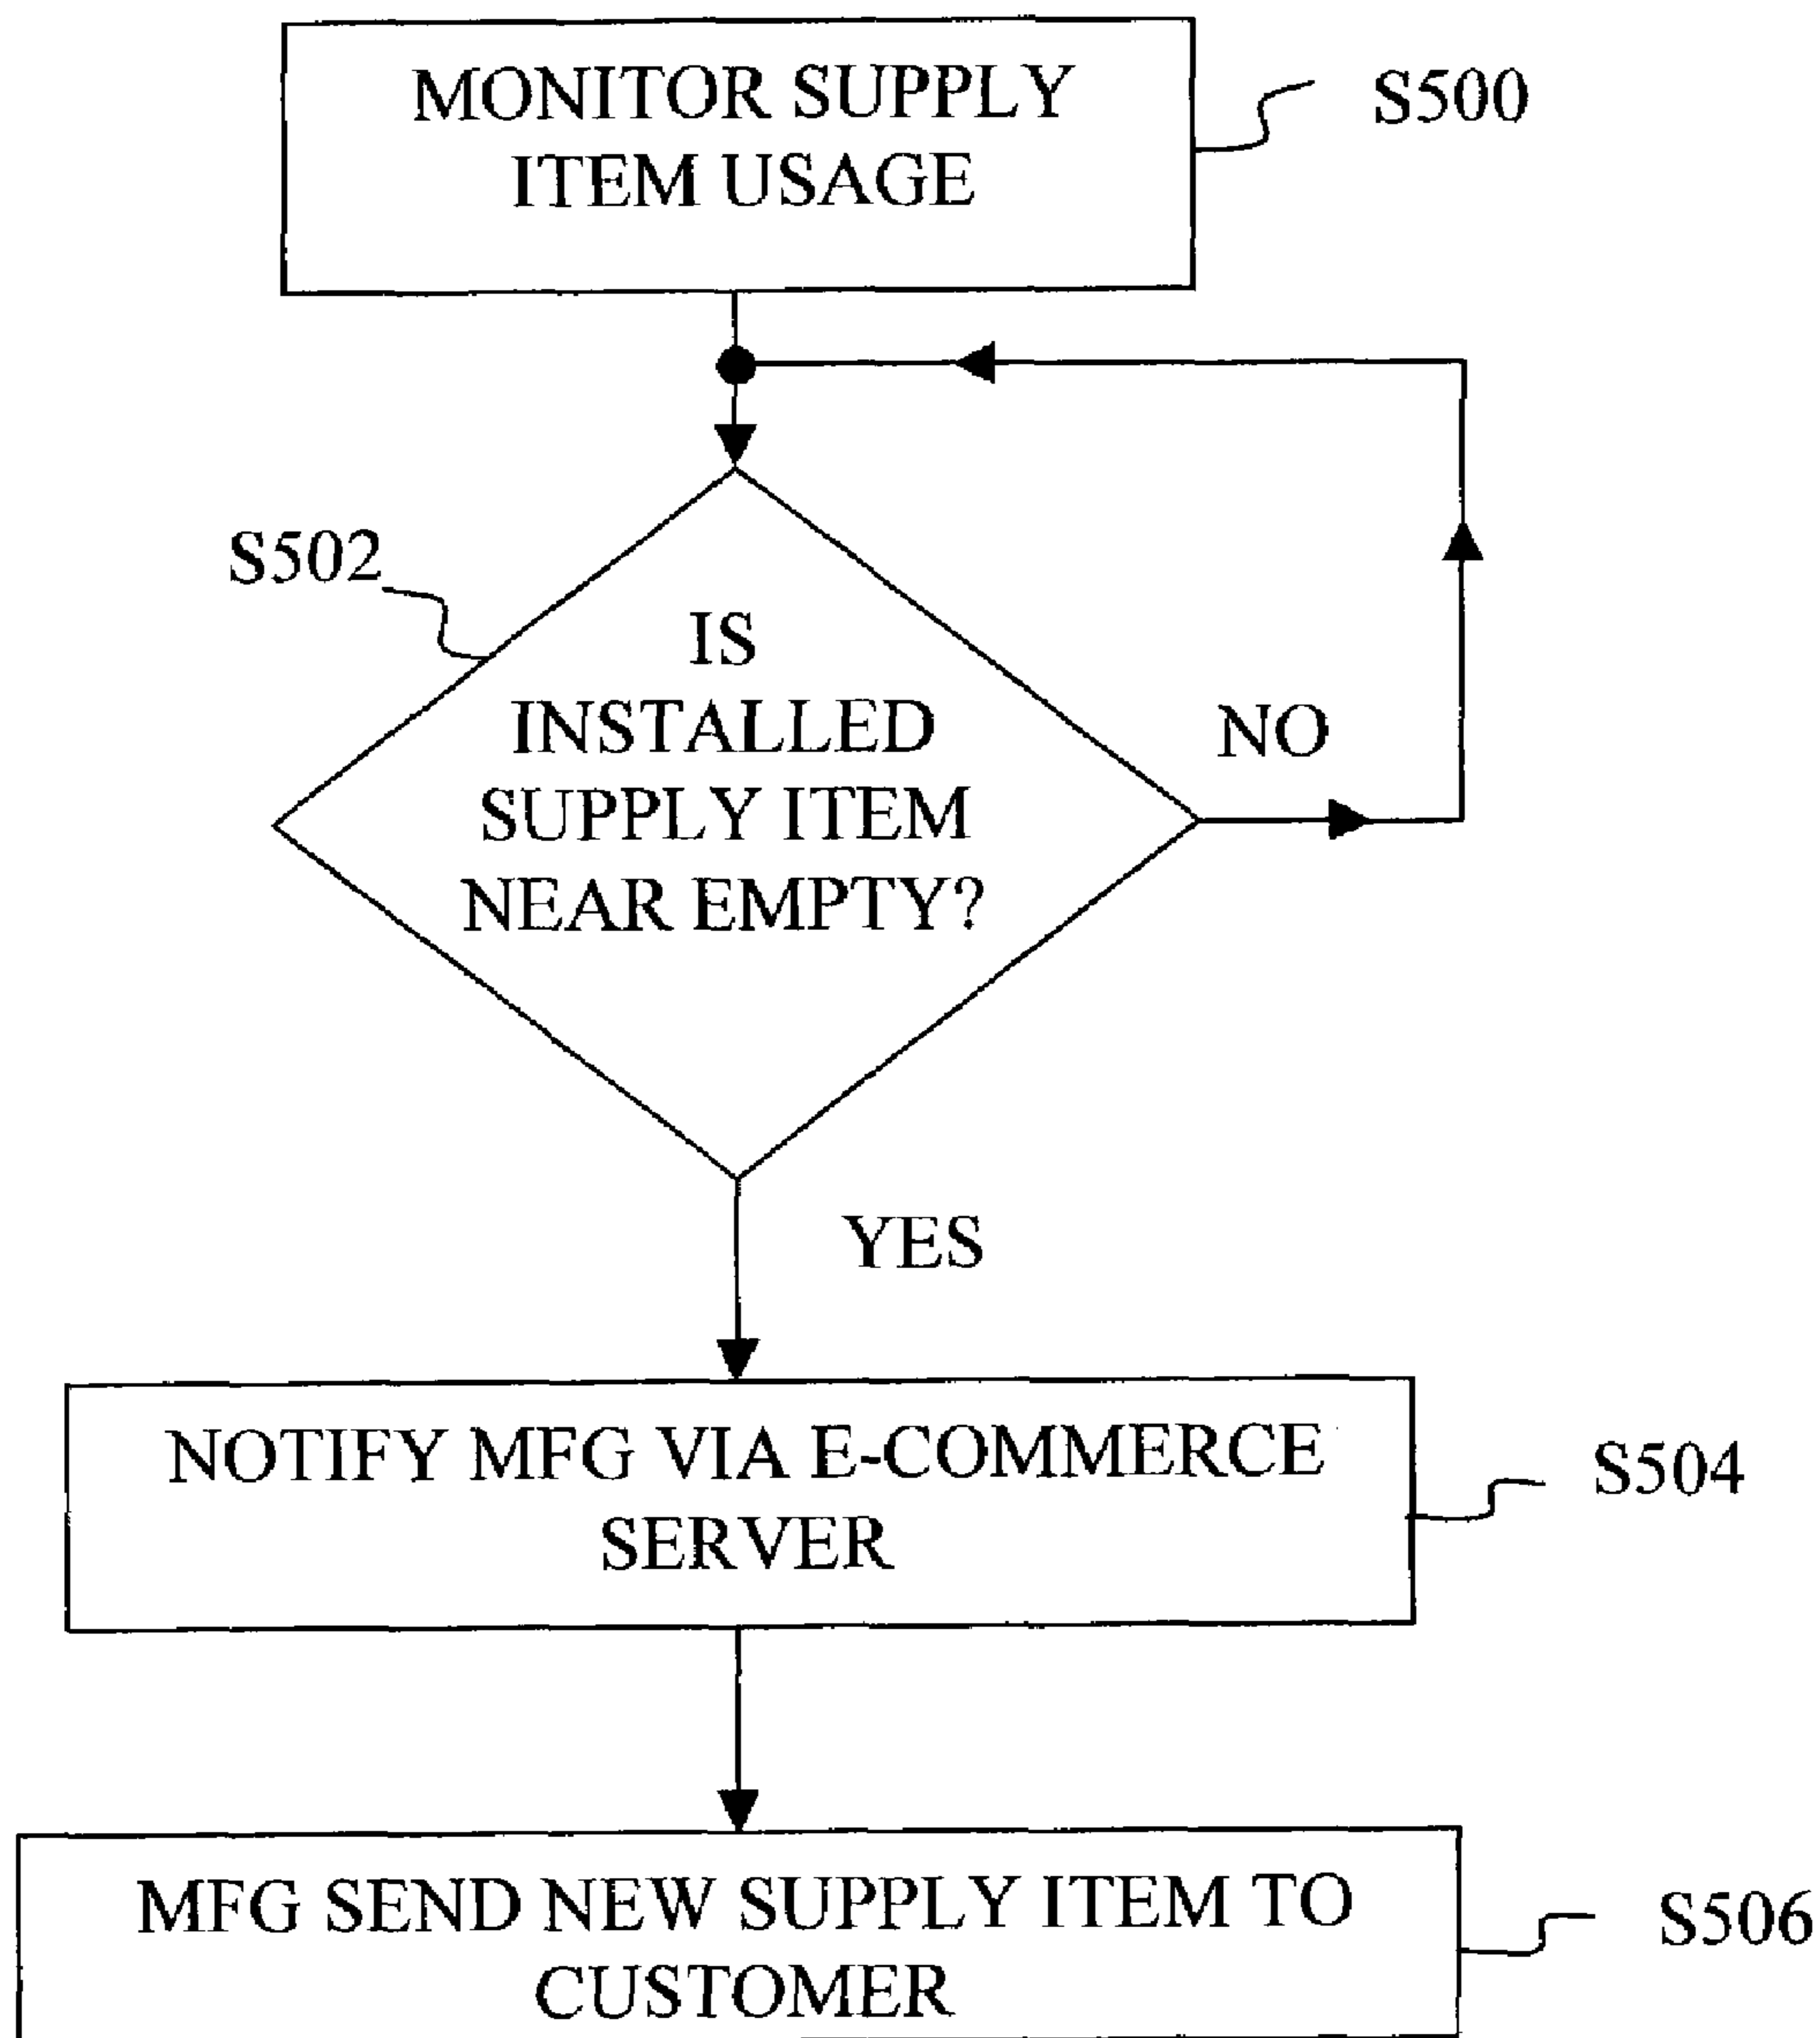 MONITOR SUPPLY
ITEM USAGE
S500
S502
IS
INSTALLED
SUPPLY ITEM
NEAR EMPTY?
NO
YES
NOTIFY MFG VIA E-COMMERCE
SERVER
S504
MFG SEND NEW SUPPLY ITEM TO
CUSTOMER
S506